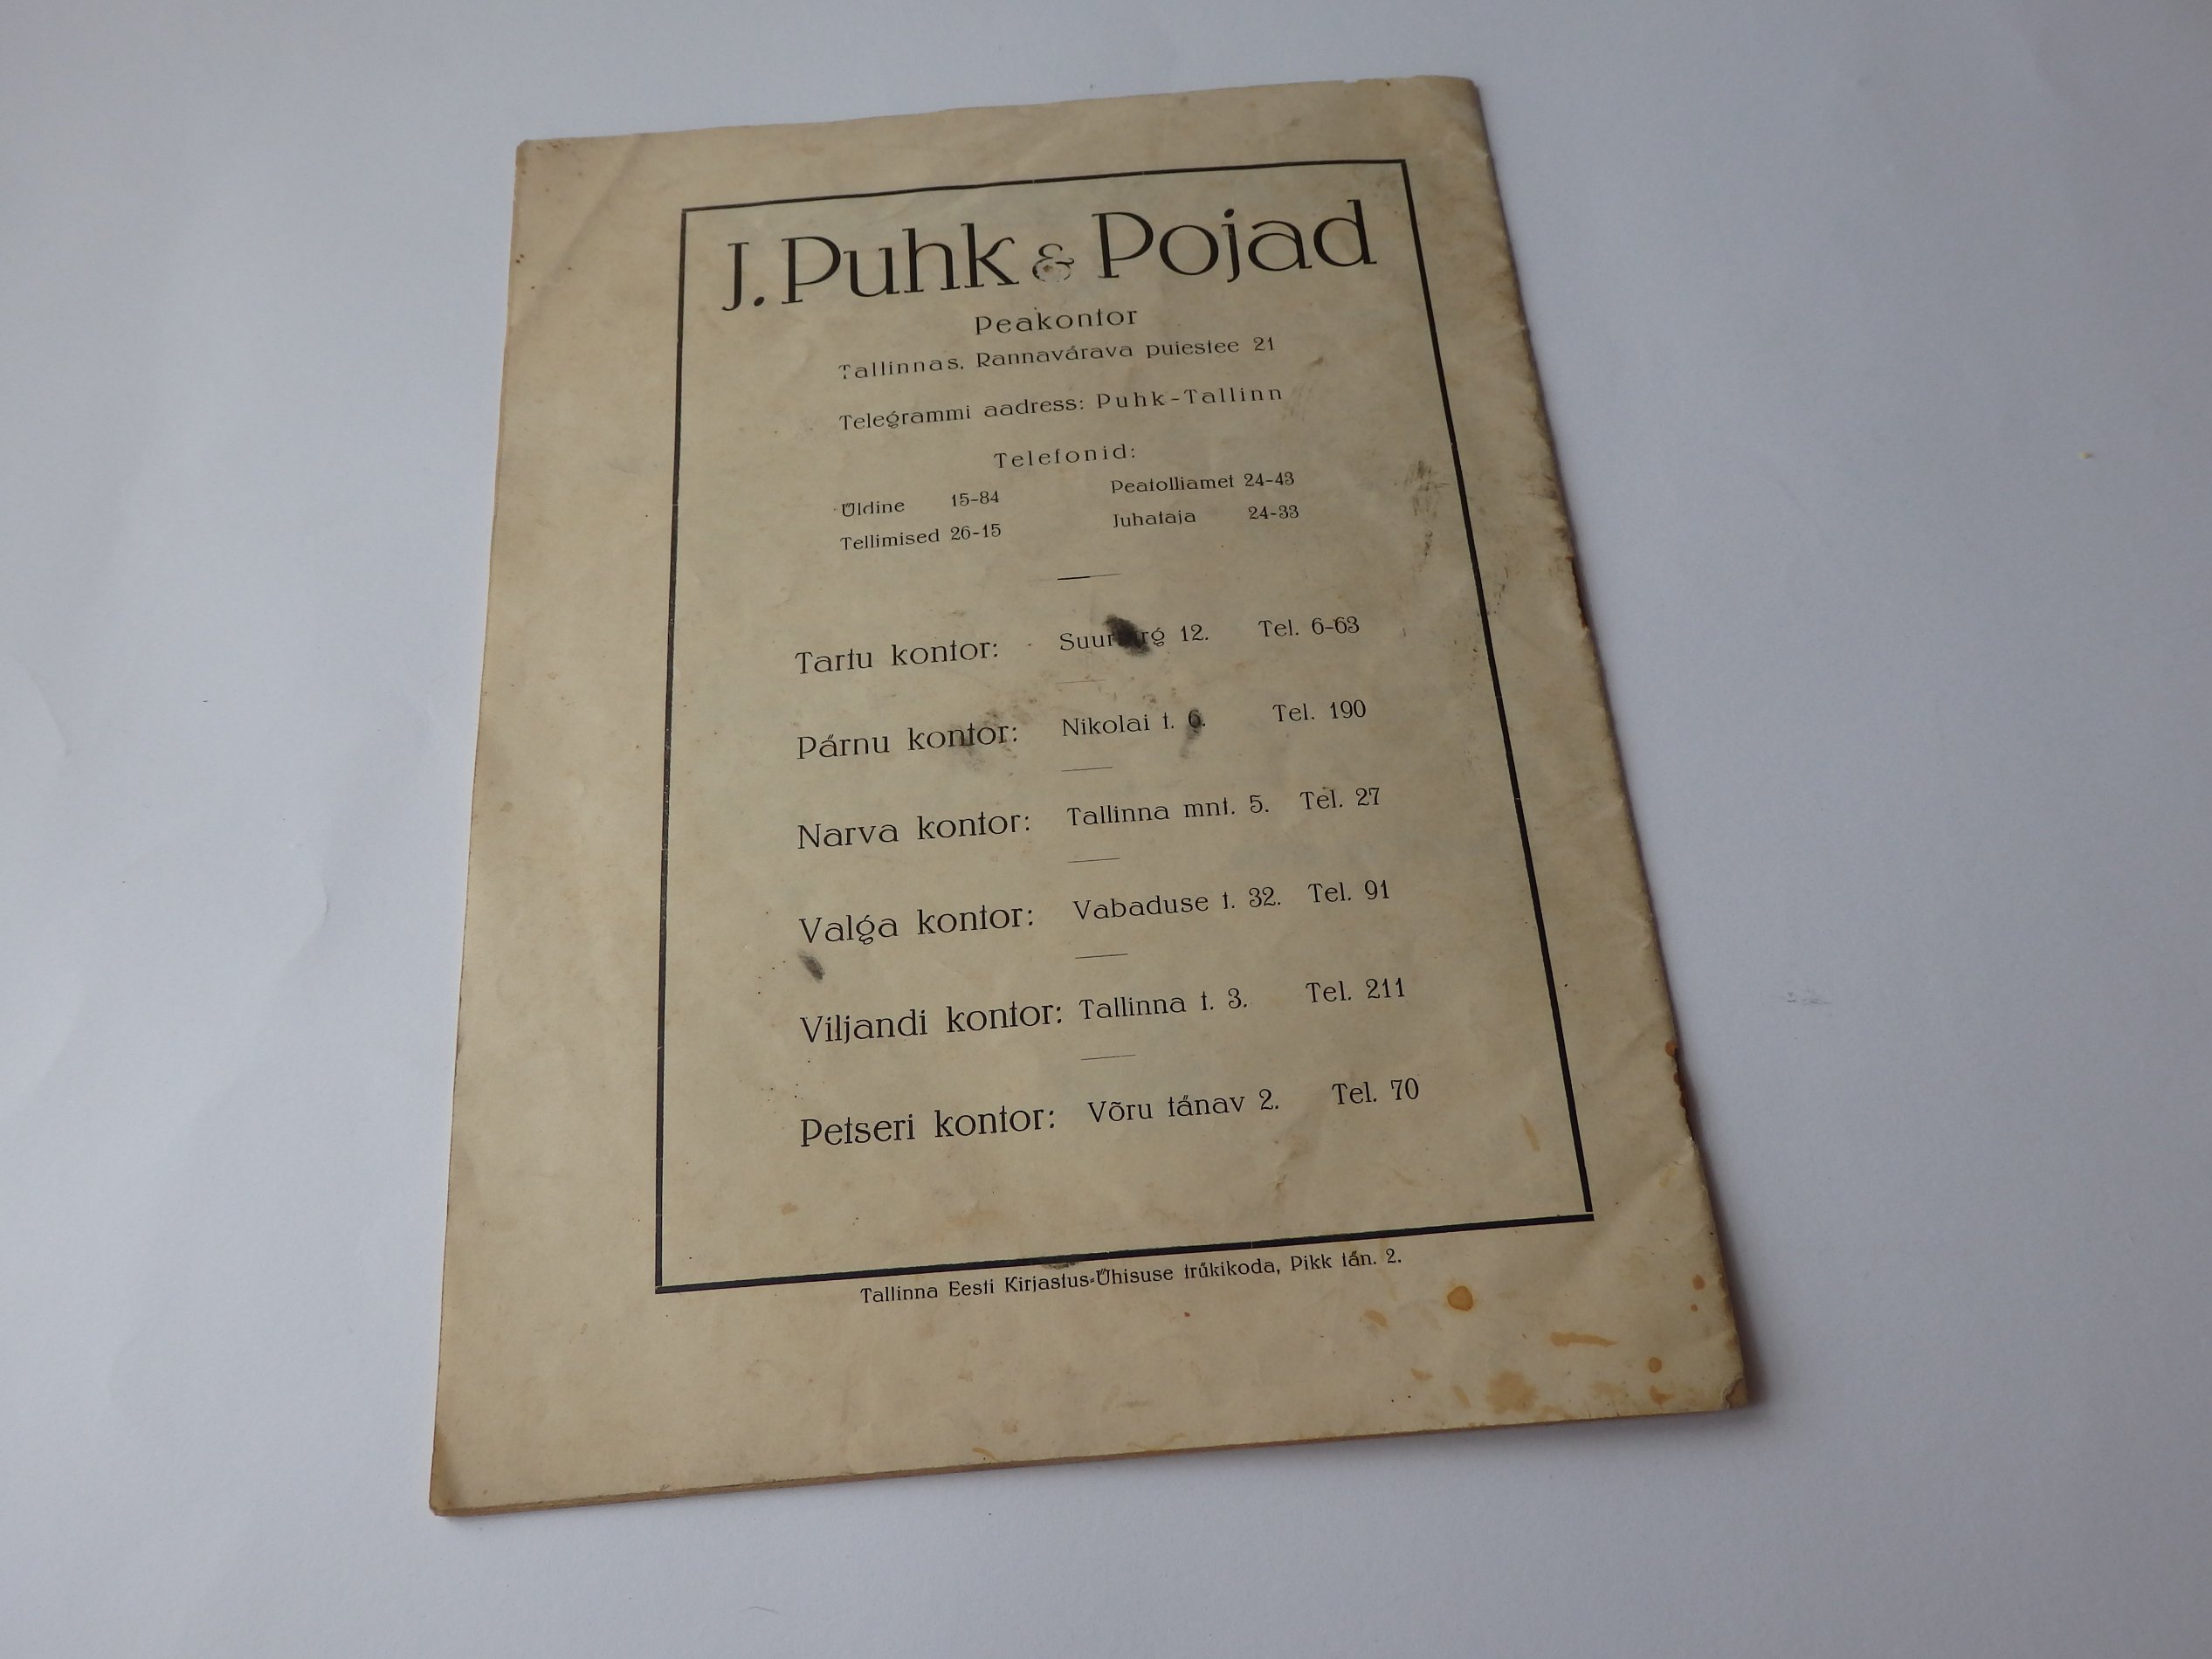 J. Puhk & Pojad
Peakontor
Tallinnas, Rannavärava puiestee 21
Telegrammi aadress: Puhk-Tallinn
Telefonid:
Üldine 15-84 Peatolliamet 24-43
Tellimised 26-15 Juhataja 24-33
Tartu kontor: 12. Tel. 6-63
Pärnu kontor: Nikolai t. 6. Tel. 190
Narva kontor: Tallinna mnt. 5. Tel. 27
Valga kontor: Vabaduse t. 32. Tel. 91
Viljandi kontor: Tallinna t. 3. Tel. 211
Petseri kontor: Võru tänav 2. Tel. 70
Tallinna Eesti Kirjastus-Ühisuse trükikoda, Pikk tän. 2.